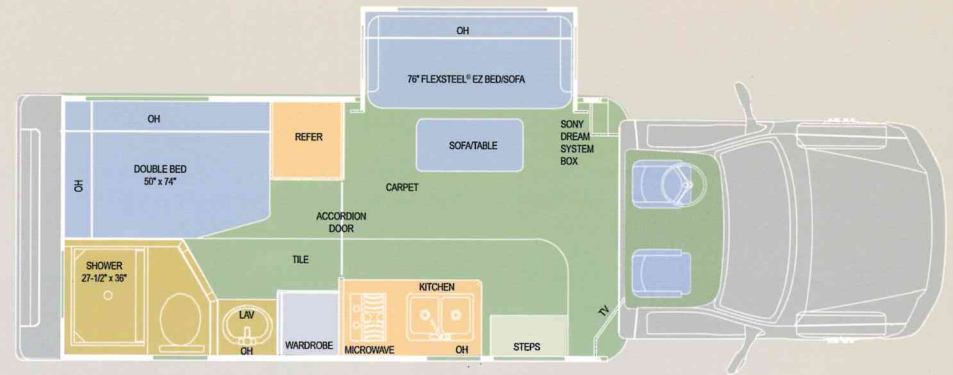 OH
76" FLEXSTEEL® EZ BED/SOFA
OH
OH
DOUBLE BED
50" x 74"
REFER
SOFA/TABLE
SONY
DREAM
SYSTEM
BOX
CARPET
ACCORDION
DOOR
TILE
SHOWER
27-1/2" x 36"
LAV
OH
WARDROBE
KITCHEN
MICROWAVE
OH
STEPS
TV